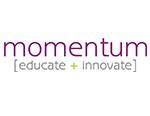 momentum
[educate + innovate]